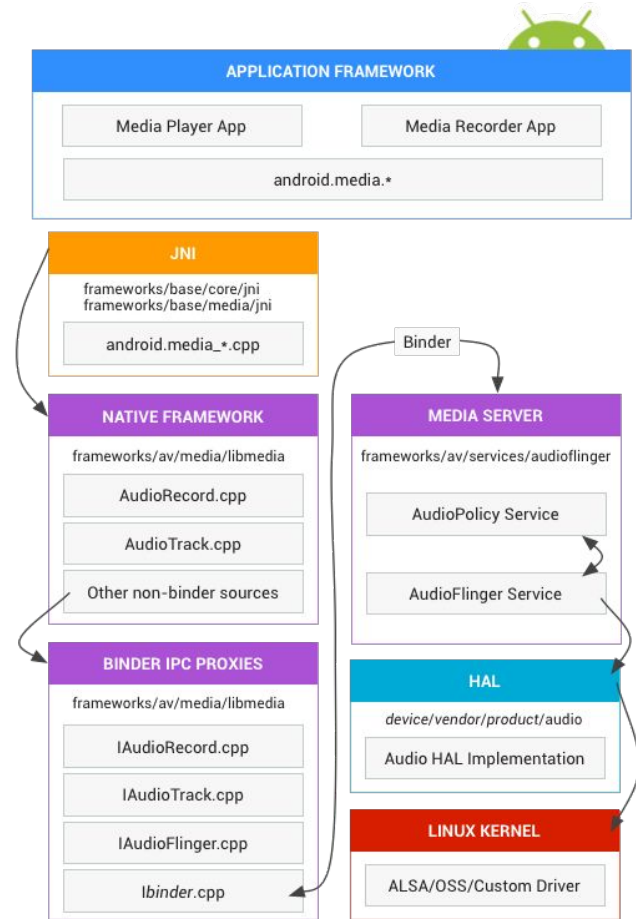 APPLICATION FRAMEWORK
Media Player App
Media Recorder App
android.media.*
JNI
frameworks/base/core/jni
frameworks/base/media/jni
android.media_*.cpp
Binder
NATIVE FRAMEWORK
frameworks/av/media/libmedia
AudioRecord.cpp
AudioTrack.cpp
Other non-binder sources
BINDER IPC PROXIES
frameworks/av/media/libmedia
IAudioRecord.cpp
IAudioTrack.cpp
IAudioFlinger.cpp
Ibinder.cpp
MEDIA SERVER
frameworks/av/services/audioflinger
AudioPolicy Service
AudioFlinger Service
HAL
device/vendor/product/audio
Audio HAL Implementation
LINUX KERNEL
ALSA/OSS/Custom Driver